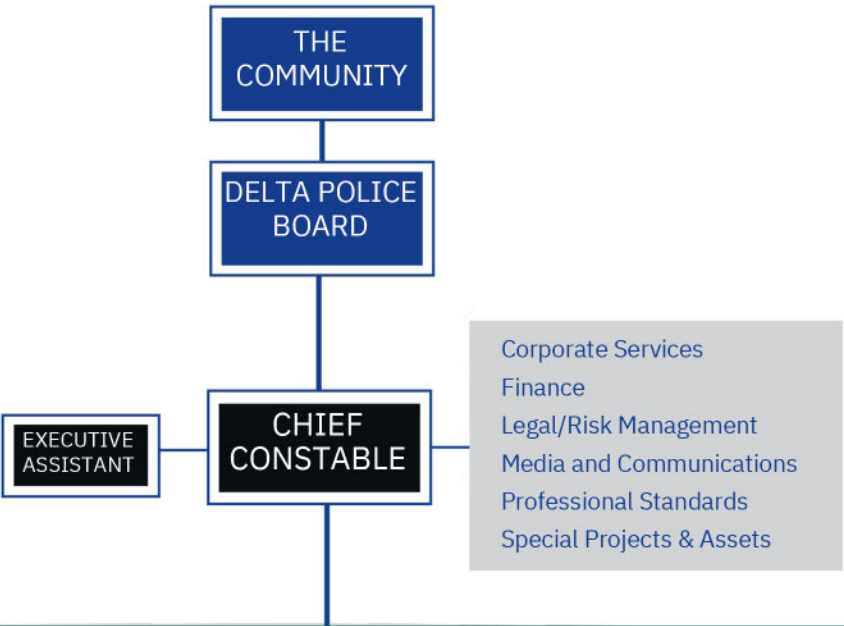 THE
COMMUNITY
DELTA POLICE
BOARD
EXECUTIVE
ASSISTANT
CHIEF
CONSTABLE
Corporate Services
Finance
Legal/Risk Management
Media and Communications
Professional Standards
Special Projects & Assets